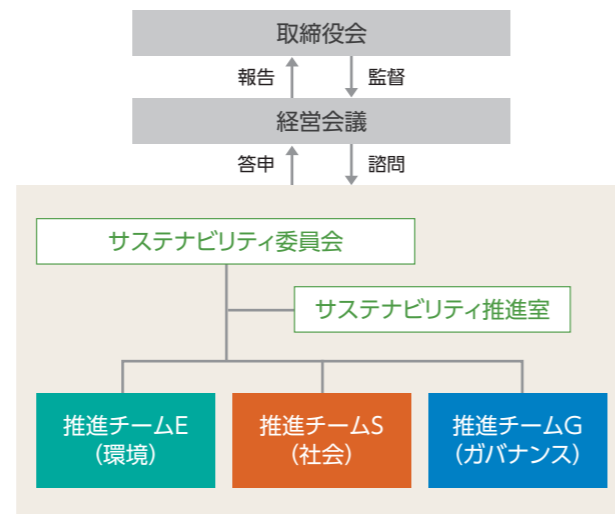 取締役会
報告
監督
経営会議
答申
諮問
サステナビリティ委員会
サステナビリティ推進室
推進チームE
(環境)
推進チームS
(社会)
推進チームG
(ガバナンス)